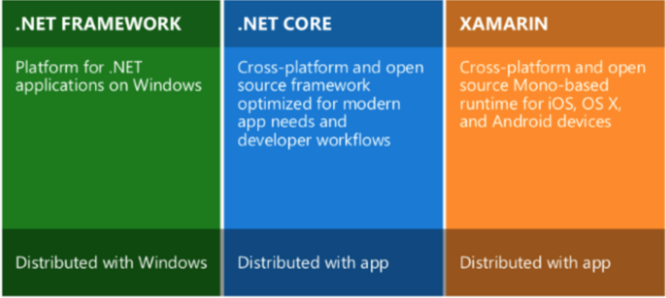 .NET FRAMEWORK
Platform for .NET
applications on Windows
Distributed with Windows
.NET CORE
Cross-platform and open
source framework
optimized for modern
app needs and
developer workflows
Distributed with app
XAMARIN
Cross-platform and open
source Mono-based
runtime for iOS, OS X,
and Android devices
Distributed with app